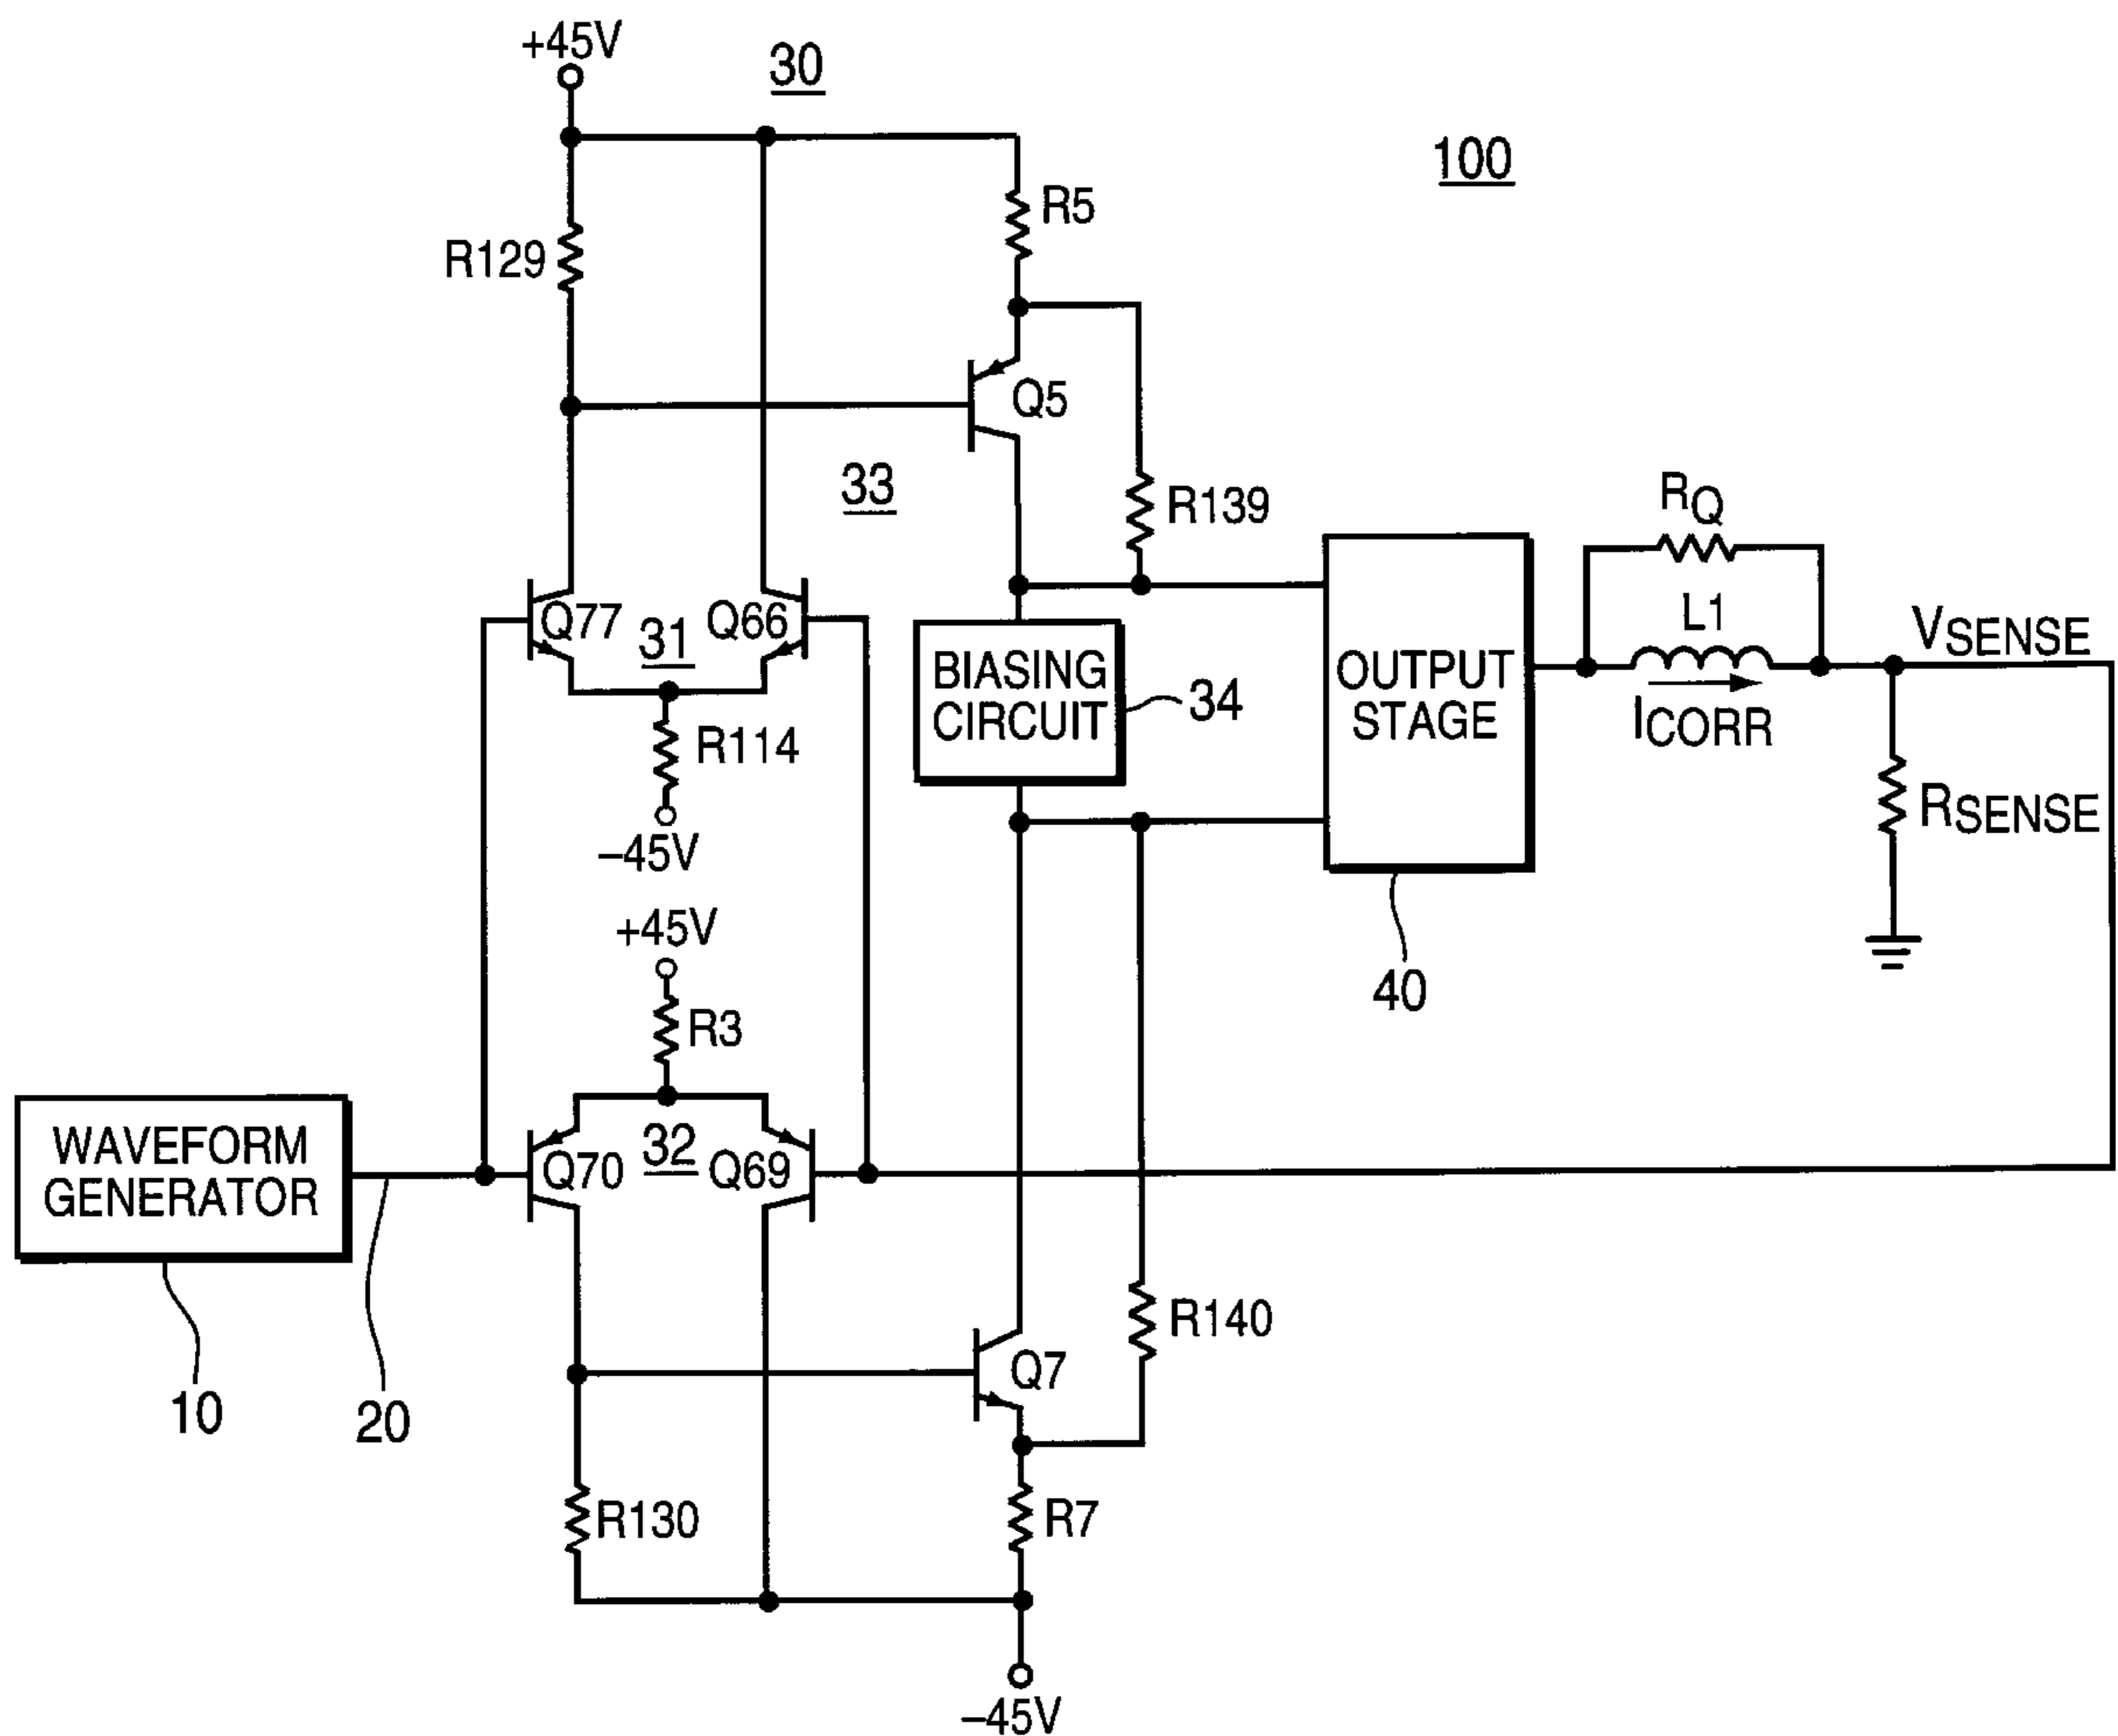 +45V
30
100
R5
R129
Q5
33
R139
RQ
L1
VSENSE
Q77
31
Q66
BIASING
CIRCUIT
34
OUTPUT
STAGE
ICORR
R114
RSENSE
–45V
+45V
40
R3
WAVEFORM
GENERATOR
Q70
32
Q69
R140
Q7
10
20
R130
R7
–45V